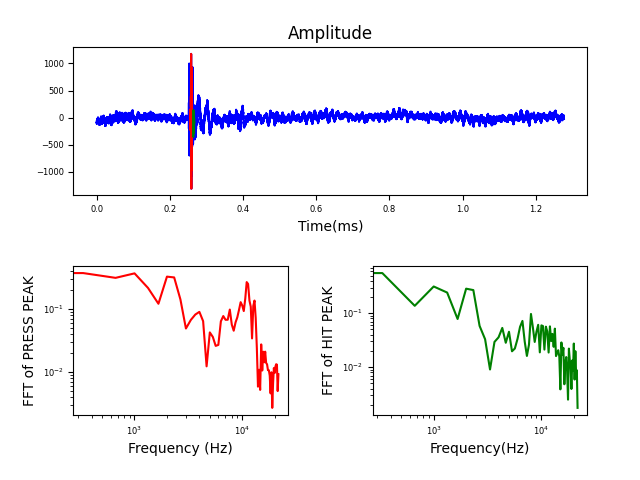 Amplitude
1000
500
0
−500
−1000
0.0 0.2 0.4 0.6 0.8 1.0 1.2
Time(ms)
FFT of PRESS PEAK
10⁻¹
10⁻²
10³ 10⁴
Frequency (Hz)
FFT of HIT PEAK
10⁻¹
10⁻²
10³ 10⁴
Frequency(Hz)